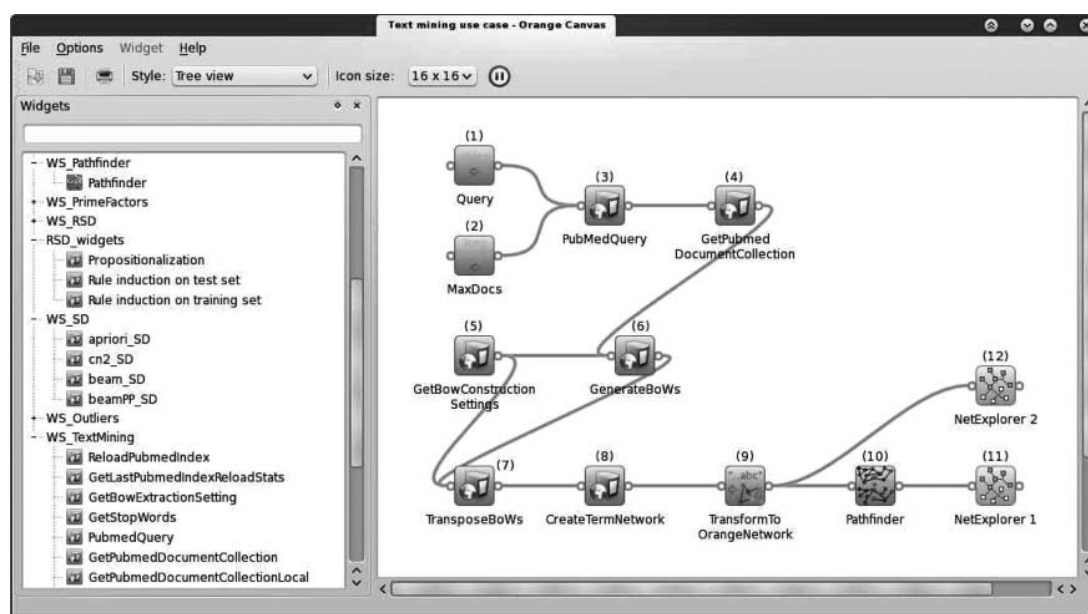 Text mining use case - Orange Canvas
File Options Widget Help
Style: Tree view Icon size: 16 x 16
Widgets
WS_Pathfinder
Pathfinder
WS_PrimeFactors
WS_RSD
RSD_widgets
Propositionalization
Rule induction on test set
Rule induction on training set
WS_SD
apriori_SD
cn2_SD
beam_SD
beamPP_SD
WS_Outliers
WS_TextMining
ReloadPubmedIndex
GetLastPubmedIndexReloadStats
GetBowExtractionSetting
GetStopWords
PubmedQuery
GetPubmedDocumentCollection
GetPubmedDocumentCollectionLocal
(1)
Query
(2)
MaxDocs
(3)
PubMedQuery
(4)
GetPubmed
DocumentCollection
(5)
GetBowConstruction
Settings
(6)
GenerateBoWs
(7)
TransposeBoWs
(8)
CreateTermNetwork
(9)
"abc"
TransformTo
OrangeNetwork
(10)
Pathfinder
(11)
NetExplorer 1
(12)
NetExplorer 2